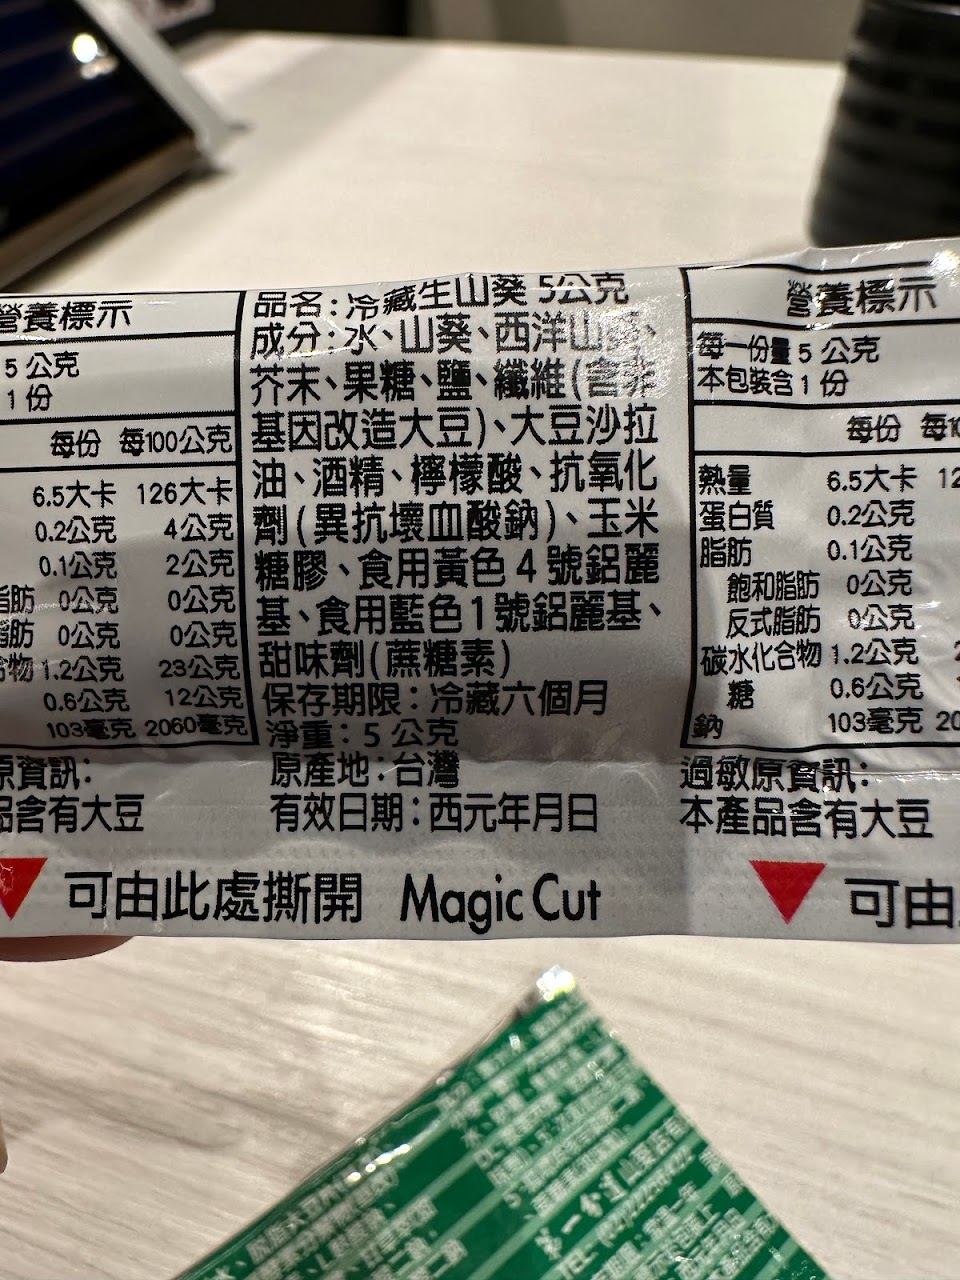 營養標示
5 公克
1 份
每份 每100公克
6.5大卡 126大卡
0.2公克 4公克
0.1公克 2公克
脂肪 0公克 0公克
脂肪 0公克 0公克
合物 1.2公克 23公克
0.6公克 12公克
103毫克 2060毫克
原資訊:
品含有大豆
品名:冷藏生山葵 5公克
成分:水、山葵、西洋山
芥末、果糖、鹽、纖維(含非
基因改造大豆)、大豆沙拉
油、酒精、檸檬酸、抗氧化
劑(異抗壞血酸鈉)、玉米
糖膠、食用黃色4號鋁麗
基、食用藍色1號鋁麗基、
甜味劑(蔗糖素)
保存期限:冷藏六個月
淨重:5 公克
原產地:台灣
有效日期:西元年月日
營養標示
每一份量 5 公克
本包裝含 1 份
每份 每10
熱量 6.5大卡 12
蛋白質 0.2公克
脂肪 0.1公克
飽和脂肪 0公克
反式脂肪 0公克
碳水化合物 1.2公克 2
糖 0.6公克
鈉 103毫克 20
過敏原資訊:
本產品含有大豆
可由此處撕開 Magic Cut
可由